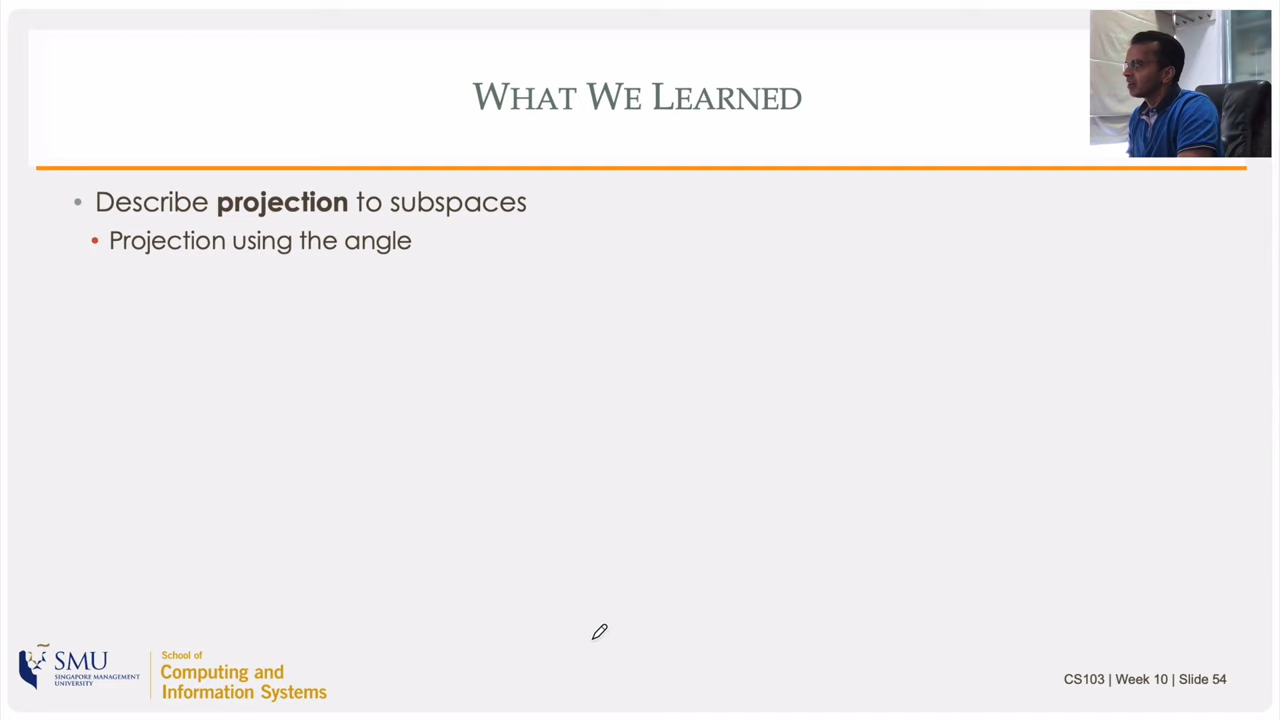 WHAT WE LEARNED
• Describe projection to subspaces
• Projection using the angle
SMU
SINGAPORE MANAGEMENT
UNIVERSITY
School of
Computing and
Information Systems
CS103 | Week 10 | Slide 54